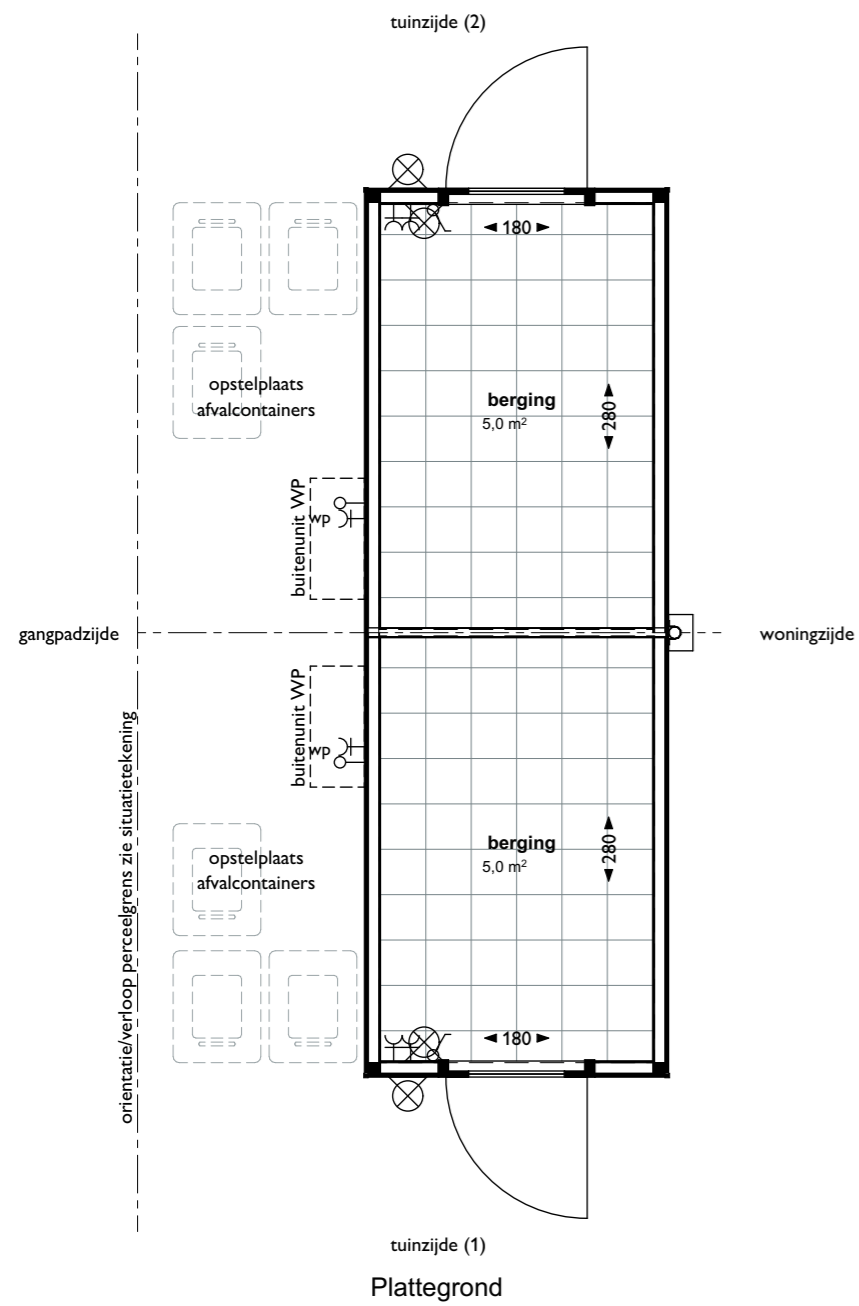 tuinzijde (2)
180
opstelplaats
afvalcontainers
berging
5,0 m²
280
buitenunit WP
wp
gangpadzijde
woningzijde
buitenunit WP
wp
orientatie/verloop perceelgrens zie situatietekening
opstelplaats
afvalcontainers
berging
5,0 m²
280
180
tuinzijde (1)
Plattegrond